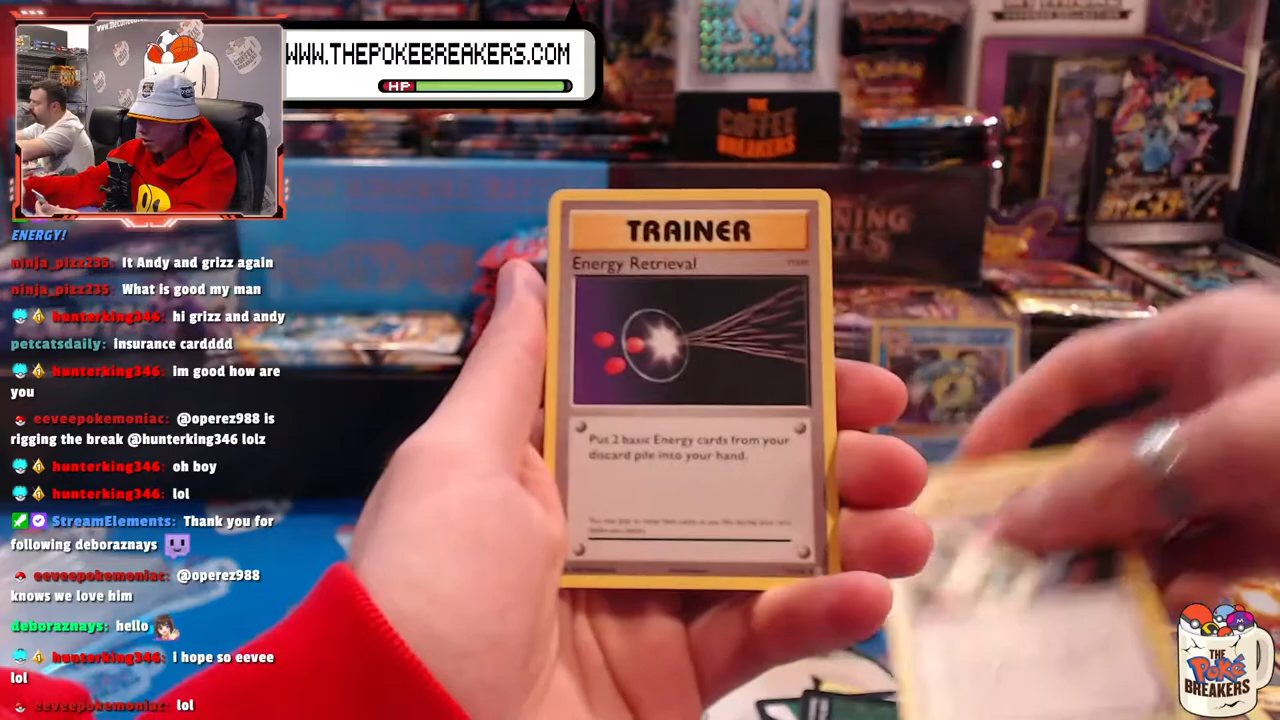 WWW.THEPOKEBREAKERS.COM
HP
THE
COFFEE
BREAKERS
ENERGY!
ninja_pizz235: It Andy and grizz again
ninja_pizz235: What is good my man
hunterking346: hi grizz and andy
petcatsdaily: insurance cardddd
hunterking346: im good how are
you
eeveepokemoniac: @operez988 is
rigging the break @hunterking346 lolz
hunterking346: oh boy
hunterking346: lol
StreamElements: Thank you for
following deboraznays
eeveepokemoniac: @operez988
knows we love him
deboraznays: hello
hunterking346: i hope so eevee
lol
eeveepokemoniac: lol
TRAINER
Energy Retrieval
Put 2 basic Energy cards from your
discard pile into your hand.
THE
Poké
BREAKERS